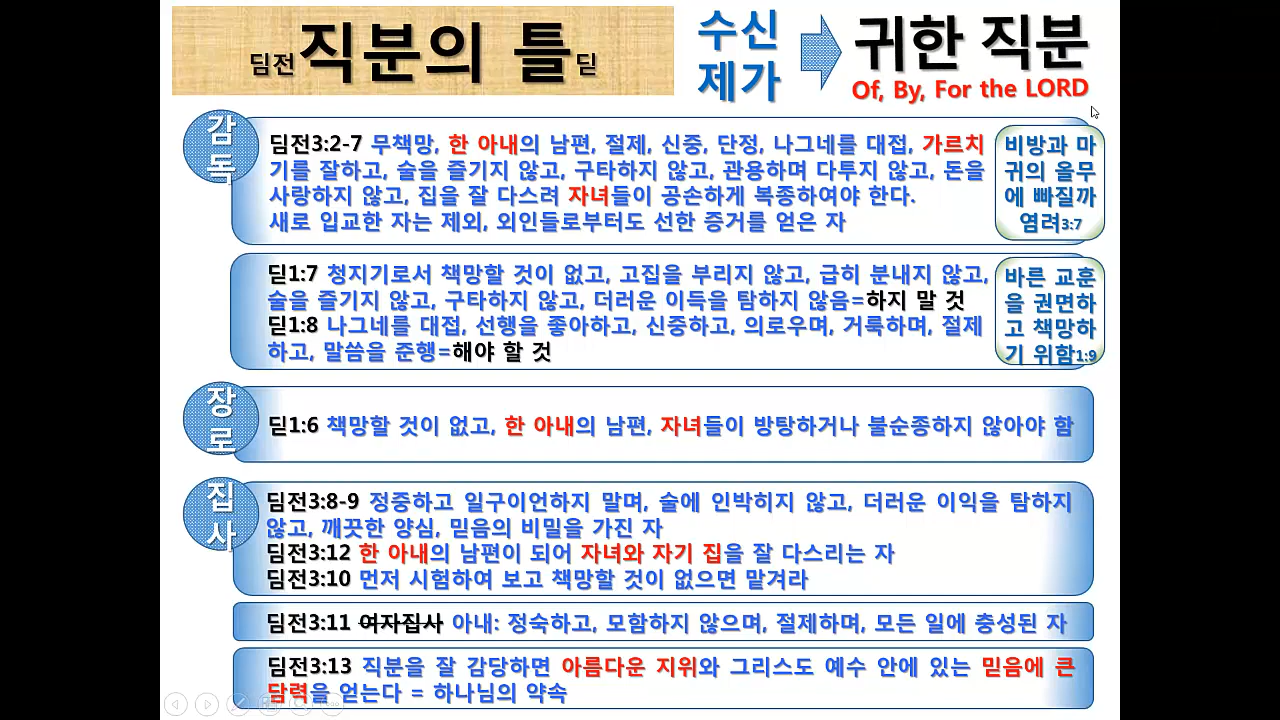 딤전직분의 틀딛
수신
제가
귀한 직분
Of, By, For the LORD
감독
딤전3:2-7 무책망, 한 아내의 남편, 절제, 신중, 단정, 나그네를 대접, 가르치
기를 잘하고, 술을 즐기지 않고, 구타하지 않고, 관용하며 다투지 않고, 돈을
사랑하지 않고, 집을 잘 다스려 자녀들이 공손하게 복종하여야 한다.
새로 입교한 자는 제외, 외인들로부터도 선한 증거를 얻은 자
비방과 마
귀의 올무
에 빠질까
염려3:7
딛1:7 청지기로서 책망할 것이 없고, 고집을 부리지 않고, 급히 분내지 않고,
술을 즐기지 않고, 구타하지 않고, 더러운 이득을 탐하지 않음=하지 말 것
딛1:8 나그네를 대접, 선행을 좋아하고, 신중하고, 의로우며, 거룩하며, 절제
하고, 말씀을 준행=해야 할 것
바른 교훈
을 권면하
고 책망하
기 위함1:9
장로
딛1:6 책망할 것이 없고, 한 아내의 남편, 자녀들이 방탕하거나 불순종하지 않아야 함
집사
딤전3:8-9 정중하고 일구이언하지 말며, 술에 인박히지 않고, 더러운 이익을 탐하지
않고, 깨끗한 양심, 믿음의 비밀을 가진 자
딤전3:12 한 아내의 남편이 되어 자녀와 자기 집을 잘 다스리는 자
딤전3:10 먼저 시험하여 보고 책망할 것이 없으면 맡겨라
딤전3:11 여자집사 아내: 정숙하고, 모함하지 않으며, 절제하며, 모든 일에 충성된 자
딤전3:13 직분을 잘 감당하면 아름다운 지위와 그리스도 예수 안에 있는 믿음에 큰
담력을 얻는다 = 하나님의 약속